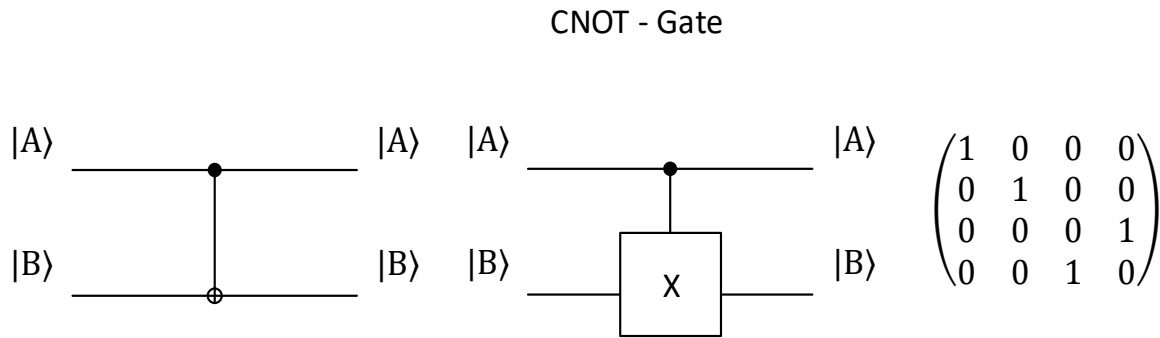 CNOT - Gate
|A⟩ |A⟩ |A⟩ |A⟩
|B⟩ |B⟩ |B⟩ X |B⟩
1 0 0 0
0 1 0 0
0 0 0 1
0 0 1 0